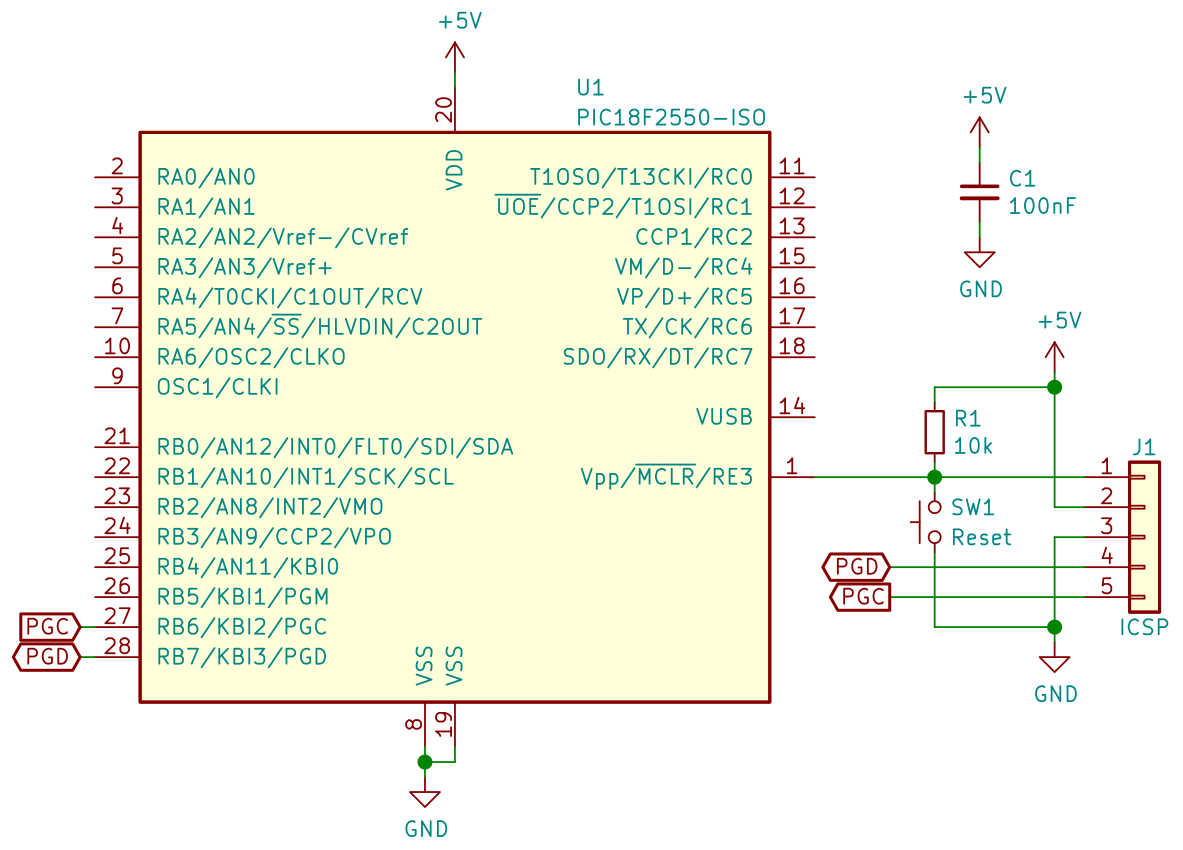 +5V
20
U1
PIC18F2550-ISO
VDD
2 RA0/AN0
3 RA1/AN1
4 RA2/AN2/Vref-/CVref
5 RA3/AN3/Vref+
6 RA4/T0CKI/C1OUT/RCV
7 RA5/AN4/SS/HLVDIN/C2OUT
10 RA6/OSC2/CLKO
9 OSC1/CLKI
21 RB0/AN12/INT0/FLT0/SDI/SDA
22 RB1/AN10/INT1/SCK/SCL
23 RB2/AN8/INT2/VMO
24 RB3/AN9/CCP2/VPO
25 RB4/AN11/KBI0
26 RB5/KBI1/PGM
PGC 27 RB6/KBI2/PGC
PGD 28 RB7/KBI3/PGD
T1OSO/T13CKI/RC0 11
UOE/CCP2/T1OSI/RC1 12
CCP1/RC2 13
VM/D-/RC4 15
VP/D+/RC5 16
TX/CK/RC6 17
SDO/RX/DT/RC7 18
VUSB 14
Vpp/MCLR/RE3 1
VSS
VSS
8
19
GND
+5V
C1
100nF
GND
+5V
R1
10k
SW1
Reset
J1
1
2
3
PGD 4
PGC 5
ICSP
GND